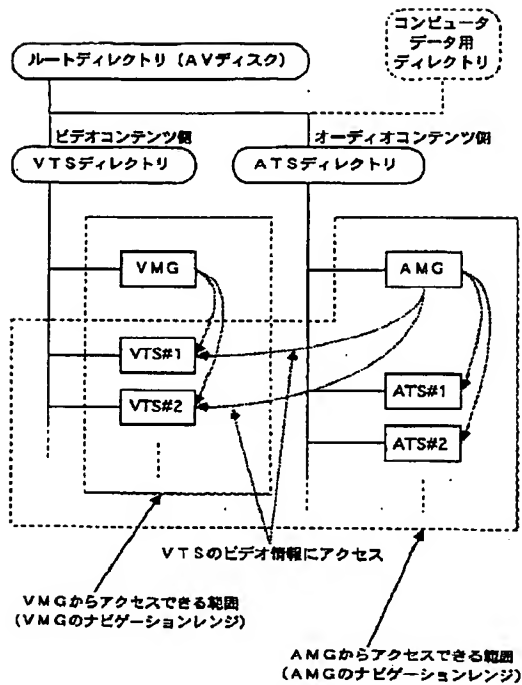 コンピュータ
データ用
ディレクトリ
ルートディレクトリ（AVディスク）
ビデオコンテンツ側
オーディオコンテンツ側
VTSディレクトリ
ATSディレクトリ
VMG
AMG
VTS#1
VTS#2
ATS#1
ATS#2
VTSのビデオ情報にアクセス
VMGからアクセスできる範囲
（VMGのナビゲーションレンジ）
AMGからアクセスできる範囲
（AMGのナビゲーションレンジ）